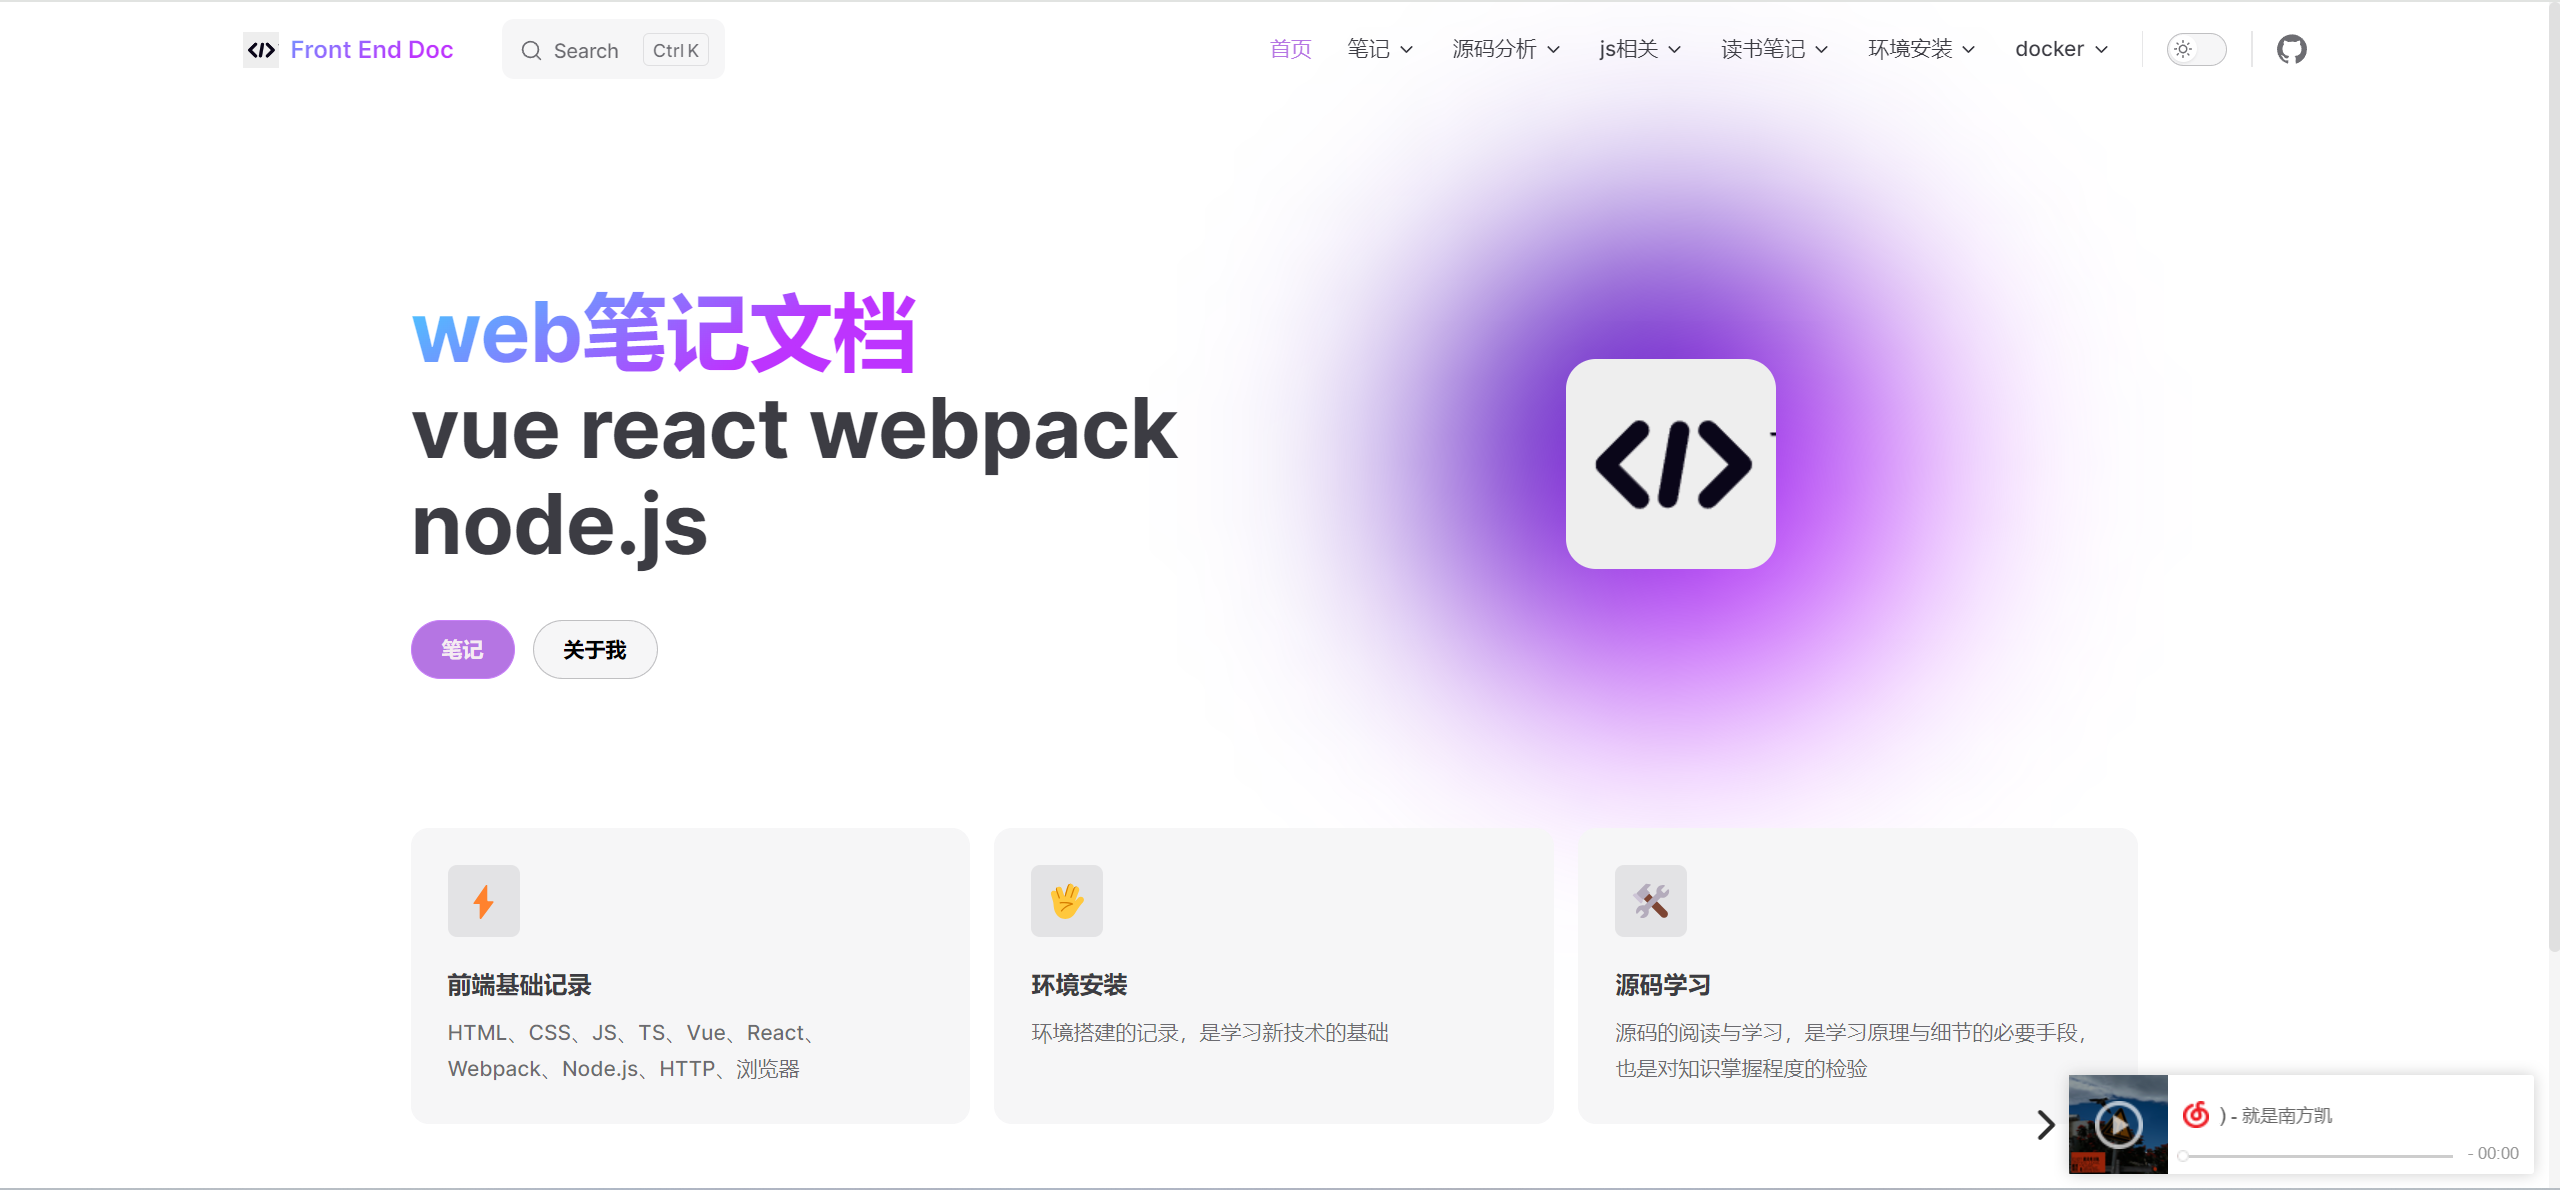 Front End Doc
Search
Ctrl K
首页
笔记
源码分析
js相关
读书笔记
环境安装
docker
web笔记文档
vue react webpack
node.js
笔记
关于我
前端基础记录
HTML、CSS、JS、TS、Vue、React、
Webpack、Node.js、HTTP、浏览器
环境安装
环境搭建的记录，是学习新技术的基础
源码学习
源码的阅读与学习，是学习原理与细节的必要手段，
也是对知识掌握程度的检验
) - 就是南方凯
- 00:00